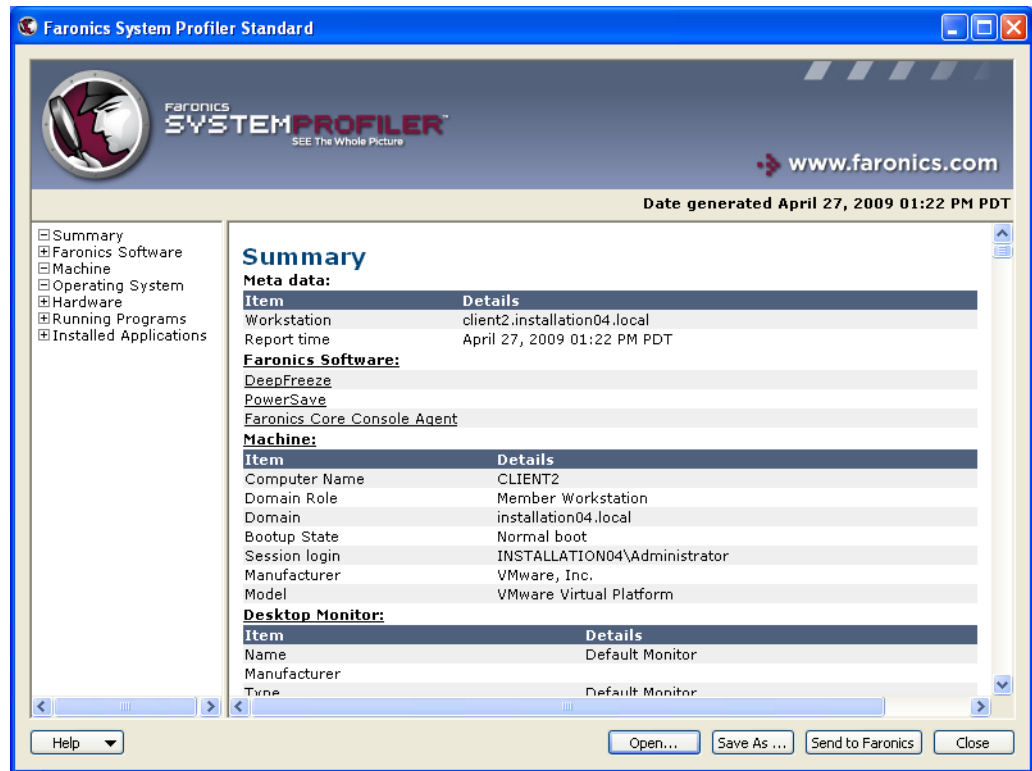 Faronics System Profiler Standard
Faronics
SYSTEMPROFILER™
SEE The Whole Picture
www.faronics.com
Date generated April 27, 2009 01:22 PM PDT
Summary
Faronics Software
Machine
Operating System
Hardware
Running Programs
Installed Applications
Summary
Meta data:
Item Details
Workstation client2.installation04.local
Report time April 27, 2009 01:22 PM PDT
Faronics Software:
DeepFreeze
PowerSave
Faronics Core Console Agent
Machine:
Item Details
Computer Name CLIENT2
Domain Role Member Workstation
Domain installation04.local
Bootup State Normal boot
Session login INSTALLATION04\Administrator
Manufacturer VMware, Inc.
Model VMware Virtual Platform
Desktop Monitor:
Item Details
Name Default Monitor
Manufacturer
Type Default Monitor
Help
Open...
Save As ...
Send to Faronics
Close